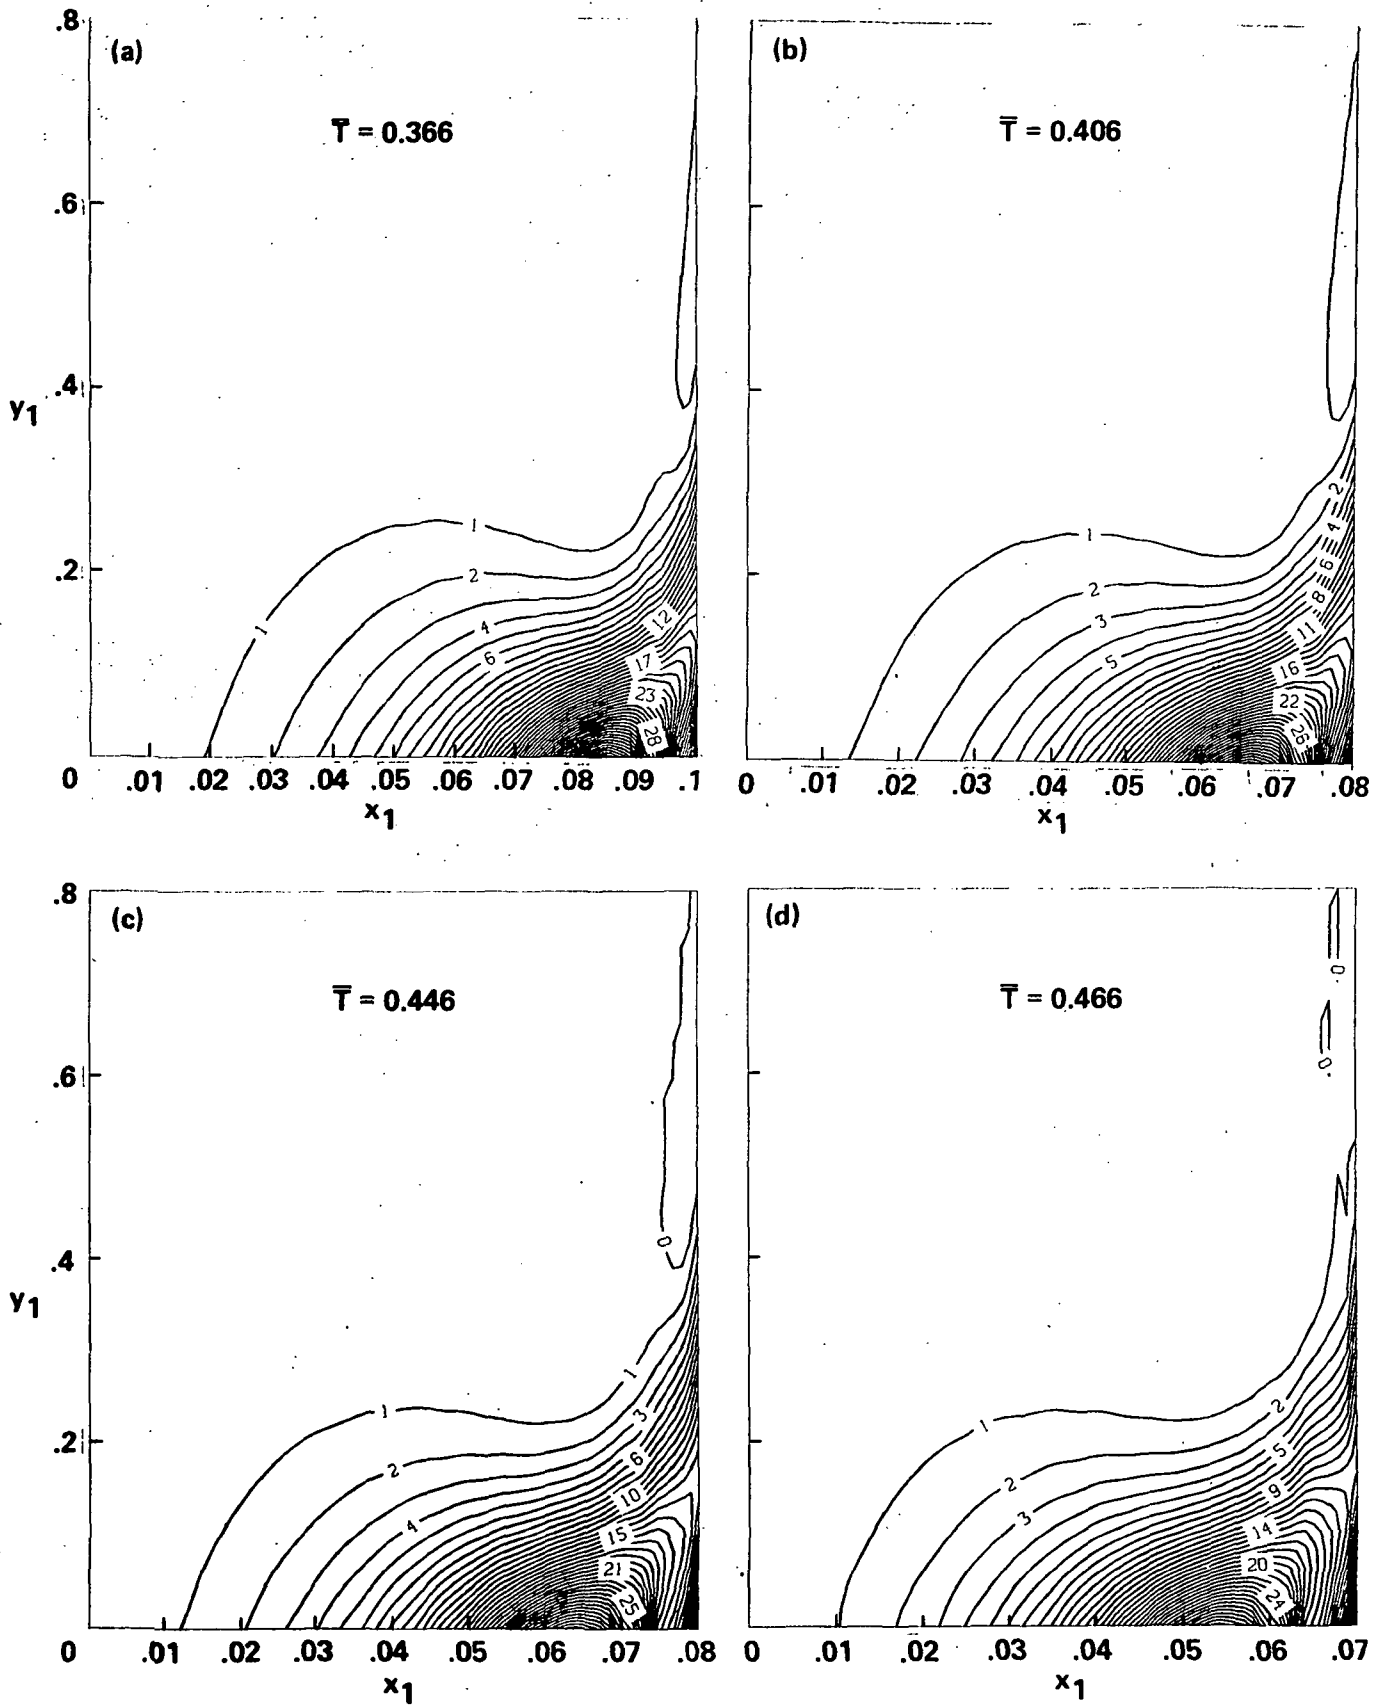 (a)
T̿ = 0.366
.8
.6
.4
.2
y1
1
1
2
4
6
12
17
23
28
0 .01 .02 .03 .04 .05 .06 .07 .08 .09 .1
x1
(b)
T̿ = 0.406
1
2
3
5
2
4
6
8
11
16
22
26
0 .01 .02 .03 .04 .05 .06 .07 .08
x1
(c)
T̿ = 0.446
.8
.6
.4
.2
y1
0
1
1
2
3
4
6
10
15
21
25
0 .01 .02 .03 .04 .05 .06 .07 .08
x1
(d)
T̿ = 0.466
0
0
1
2
2
3
5
9
14
20
24
0 .01 .02 .03 .04 .05 .06 .07
x1